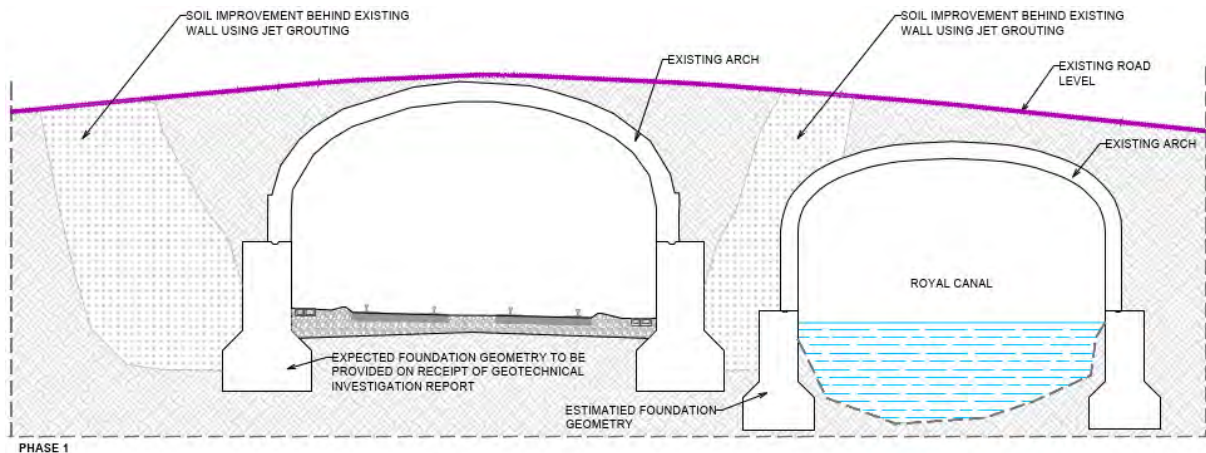 SOIL IMPROVEMENT BEHIND EXISTING
WALL USING JET GROUTING
SOIL IMPROVEMENT BEHIND EXISTING
WALL USING JET GROUTING
EXISTING ARCH
EXISTING ROAD
LEVEL
EXISTING ARCH
ROYAL CANAL
EXPECTED FOUNDATION GEOMETRY TO BE
PROVIDED ON RECEIPT OF GEOTECHNICAL
INVESTIGATION REPORT
ESTIMATIED FOUNDATION
GEOMETRY
PHASE 1